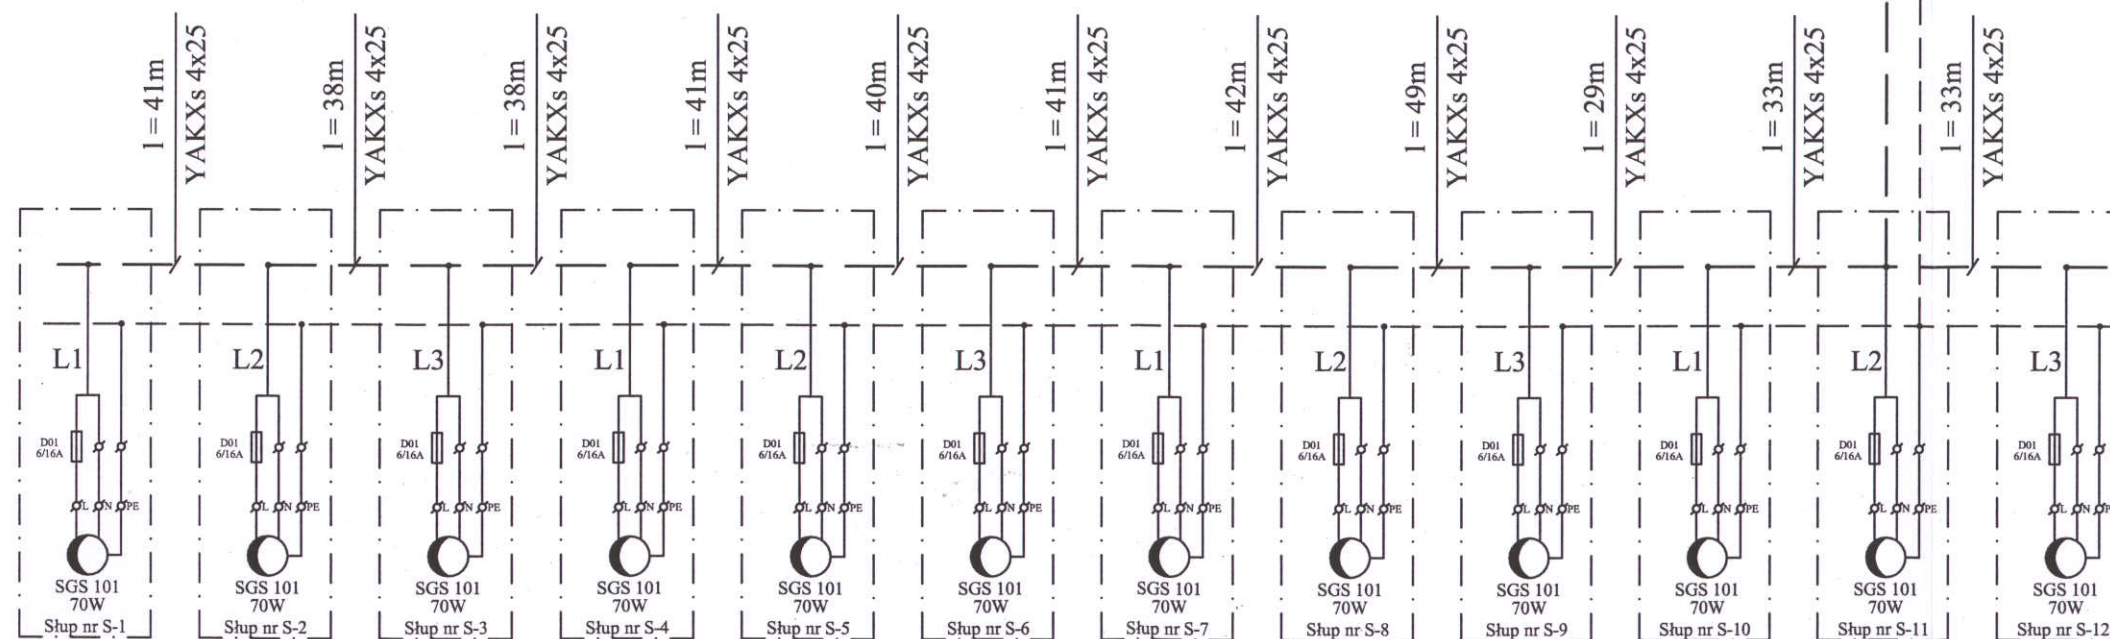 l = 41m
YAKXs 4x25
l = 38m
YAKXs 4x25
l = 38m
YAKXs 4x25
l = 41m
YAKXs 4x25
l = 40m
YAKXs 4x25
l = 41m
YAKXs 4x25
l = 42m
YAKXs 4x25
l = 49m
YAKXs 4x25
l = 29m
YAKXs 4x25
l = 33m
YAKXs 4x25
l = 33m
YAKXs 4x25
L1
D01
6/16A
L N PE
SGS 101
70W
Słup nr S-1
L2
D01
6/16A
L N PE
SGS 101
70W
Słup nr S-2
L3
D01
6/16A
L N PE
SGS 101
70W
Słup nr S-3
L1
D01
6/16A
L N PE
SGS 101
70W
Słup nr S-4
L2
D01
6/16A
L N PE
SGS 101
70W
Słup nr S-5
L3
D01
6/16A
L N PE
SGS 101
70W
Słup nr S-6
L1
D01
6/16A
L N PE
SGS 101
70W
Słup nr S-7
L2
D01
6/16A
L N PE
SGS 101
70W
Słup nr S-8
L3
D01
6/16A
L N PE
SGS 101
70W
Słup nr S-9
L1
D01
6/16A
L N PE
SGS 101
70W
Słup nr S-10
L2
D01
6/16A
L N PE
SGS 101
70W
Słup nr S-11
L3
D01
6/16A
L N
SGS 101
70W
Słup nr S-12